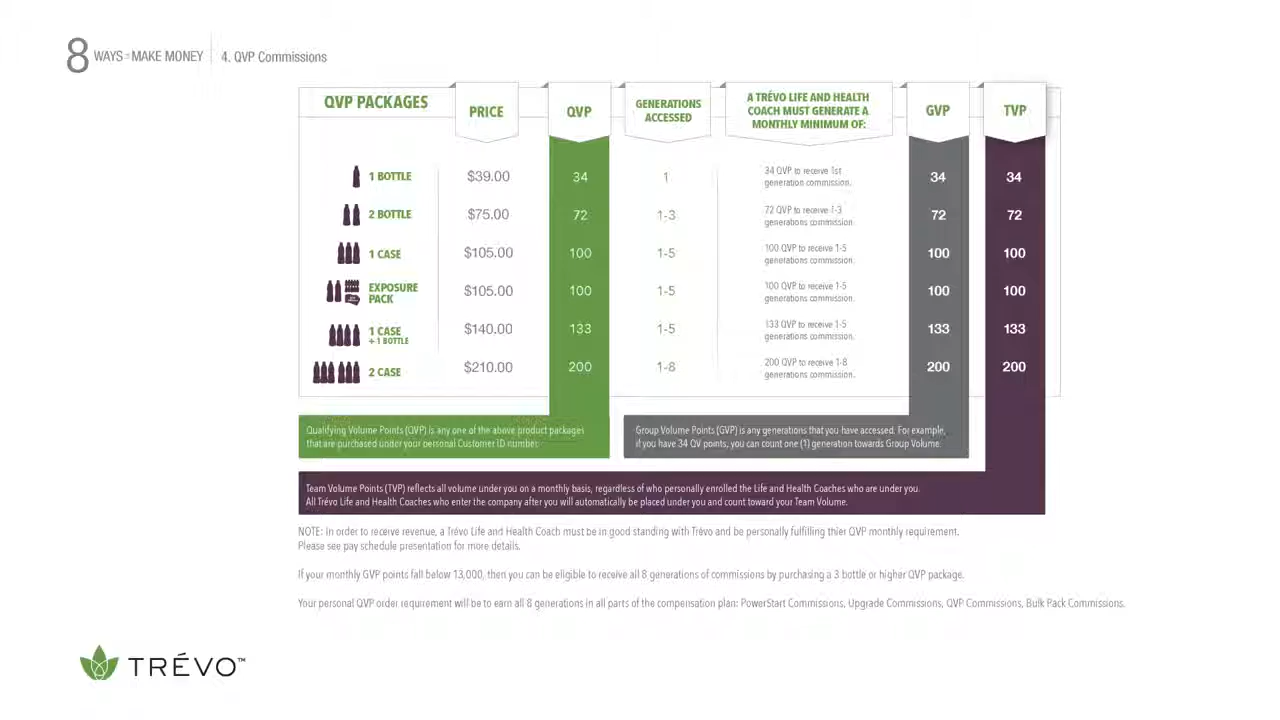 8 WAYS TO MAKE MONEY | 4. QVP Commissions
QVP PACKAGES
PRICE
QVP
GENERATIONS
ACCESSED
A TRÉVO LIFE AND HEALTH
COACH MUST GENERATE A
MONTHLY MINIMUM OF:
GVP
TVP
1 BOTTLE $39.00 34 1 34 QVP to receive 1st 34 34
generation commission.
2 BOTTLE $75.00 72 1-3 72 QVP to receive 1-3 72 72
generations commission.
1 CASE $105.00 100 1-5 100 QVP to receive 1-5 100 100
generations commission.
EXPOSURE $105.00 100 1-5 100 QVP to receive 1-5 100 100
PACK generations commission.
1 CASE $140.00 133 1-5 133 QVP to receive 1-5 133 133
+ 1 BOTTLE generations commission.
2 CASE $210.00 200 1-8 200 QVP to receive 1-8 200 200
generations commission.
Qualifying Volume Points (QVP) is any one of the above product packages
that are purchased under your personal Customer ID number.
Group Volume Points (GVP) is any generations that you have accessed. For example,
if you have 34 QV points, you can count one (1) generation towards Group Volume.
Team Volume Points (TVP) reflects all volume under you on a monthly basis, regardless of who personally enrolled the Life and Health Coaches who are under you.
All Trévo Life and Health Coaches who enter the company after you will automatically be placed under you and count toward your Team Volume.
NOTE: In order to receive revenue, a Trévo Life and Health Coach must be in good standing with Trévo and be personally fulfilling thier QVP monthly requirement.
Please see pay schedule presentation for more details.
If your monthly GVP points fall below 13,000, then you can be eligible to receive all 8 generations of commissions by purchasing a 3 bottle or higher QVP package.
Your personal QVP order requirement will be to earn all 8 generations in all parts of the compensation plan: PowerStart Commissions, Upgrade Commissions, QVP Commissions, Bulk Pack Commissions.
TRÉVO™